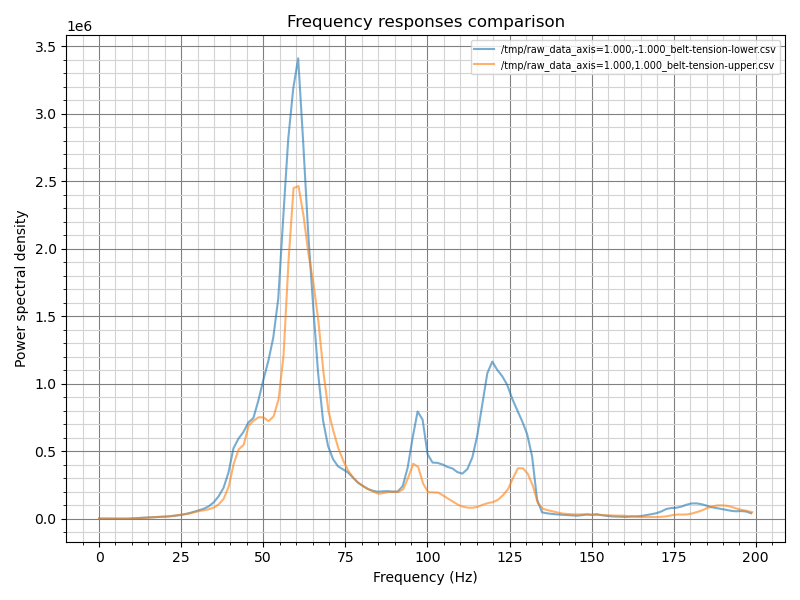 Frequency responses comparison
1e6
/tmp/raw_data_axis=1.000,-1.000_belt-tension-lower.csv
/tmp/raw_data_axis=1.000,1.000_belt-tension-upper.csv
3.5
3.0
2.5
2.0
1.5
1.0
0.5
0.0
Power spectral density
0 25 50 75 100 125 150 175 200
Frequency (Hz)